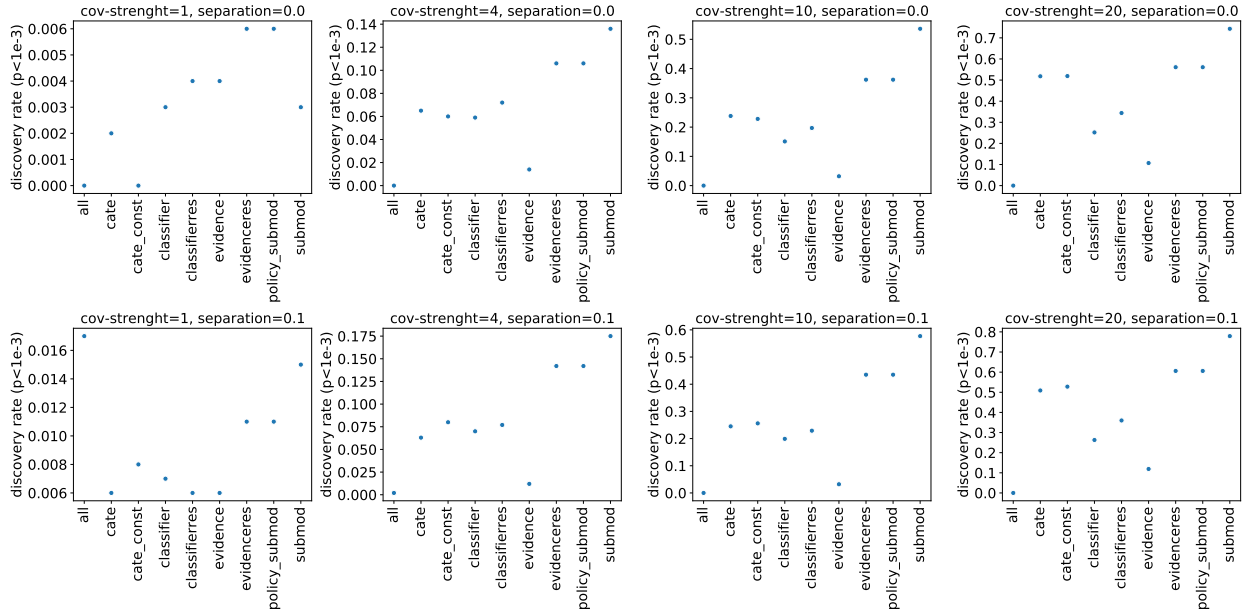 cov-strenght=1, separation=0.0
discovery rate (p<1e-3)
0.006
0.005
0.004
0.003
0.002
0.001
0.000
all
cate
cate_const
classifier
classifierres
evidence
evidenceres
policy_submod
submod
cov-strenght=4, separation=0.0
discovery rate (p<1e-3)
0.14
0.12
0.10
0.08
0.06
0.04
0.02
0.00
all
cate
cate_const
classifier
classifierres
evidence
evidenceres
policy_submod
submod
cov-strenght=10, separation=0.0
discovery rate (p<1e-3)
0.5
0.4
0.3
0.2
0.1
0.0
all
cate
cate_const
classifier
classifierres
evidence
evidenceres
policy_submod
submod
cov-strenght=20, separation=0.0
discovery rate (p<1e-3)
0.7
0.6
0.5
0.4
0.3
0.2
0.1
0.0
all
cate
cate_const
classifier
classifierres
evidence
evidenceres
policy_submod
submod
cov-strenght=1, separation=0.1
discovery rate (p<1e-3)
0.016
0.014
0.012
0.010
0.008
0.006
all
cate
cate_const
classifier
classifierres
evidence
evidenceres
policy_submod
submod
cov-strenght=4, separation=0.1
discovery rate (p<1e-3)
0.175
0.150
0.125
0.100
0.075
0.050
0.025
0.000
all
cate
cate_const
classifier
classifierres
evidence
evidenceres
policy_submod
submod
cov-strenght=10, separation=0.1
discovery rate (p<1e-3)
0.6
0.5
0.4
0.3
0.2
0.1
0.0
all
cate
cate_const
classifier
classifierres
evidence
evidenceres
policy_submod
submod
cov-strenght=20, separation=0.1
discovery rate (p<1e-3)
0.8
0.7
0.6
0.5
0.4
0.3
0.2
0.1
0.0
all
cate
cate_const
classifier
classifierres
evidence
evidenceres
policy_submod
submod